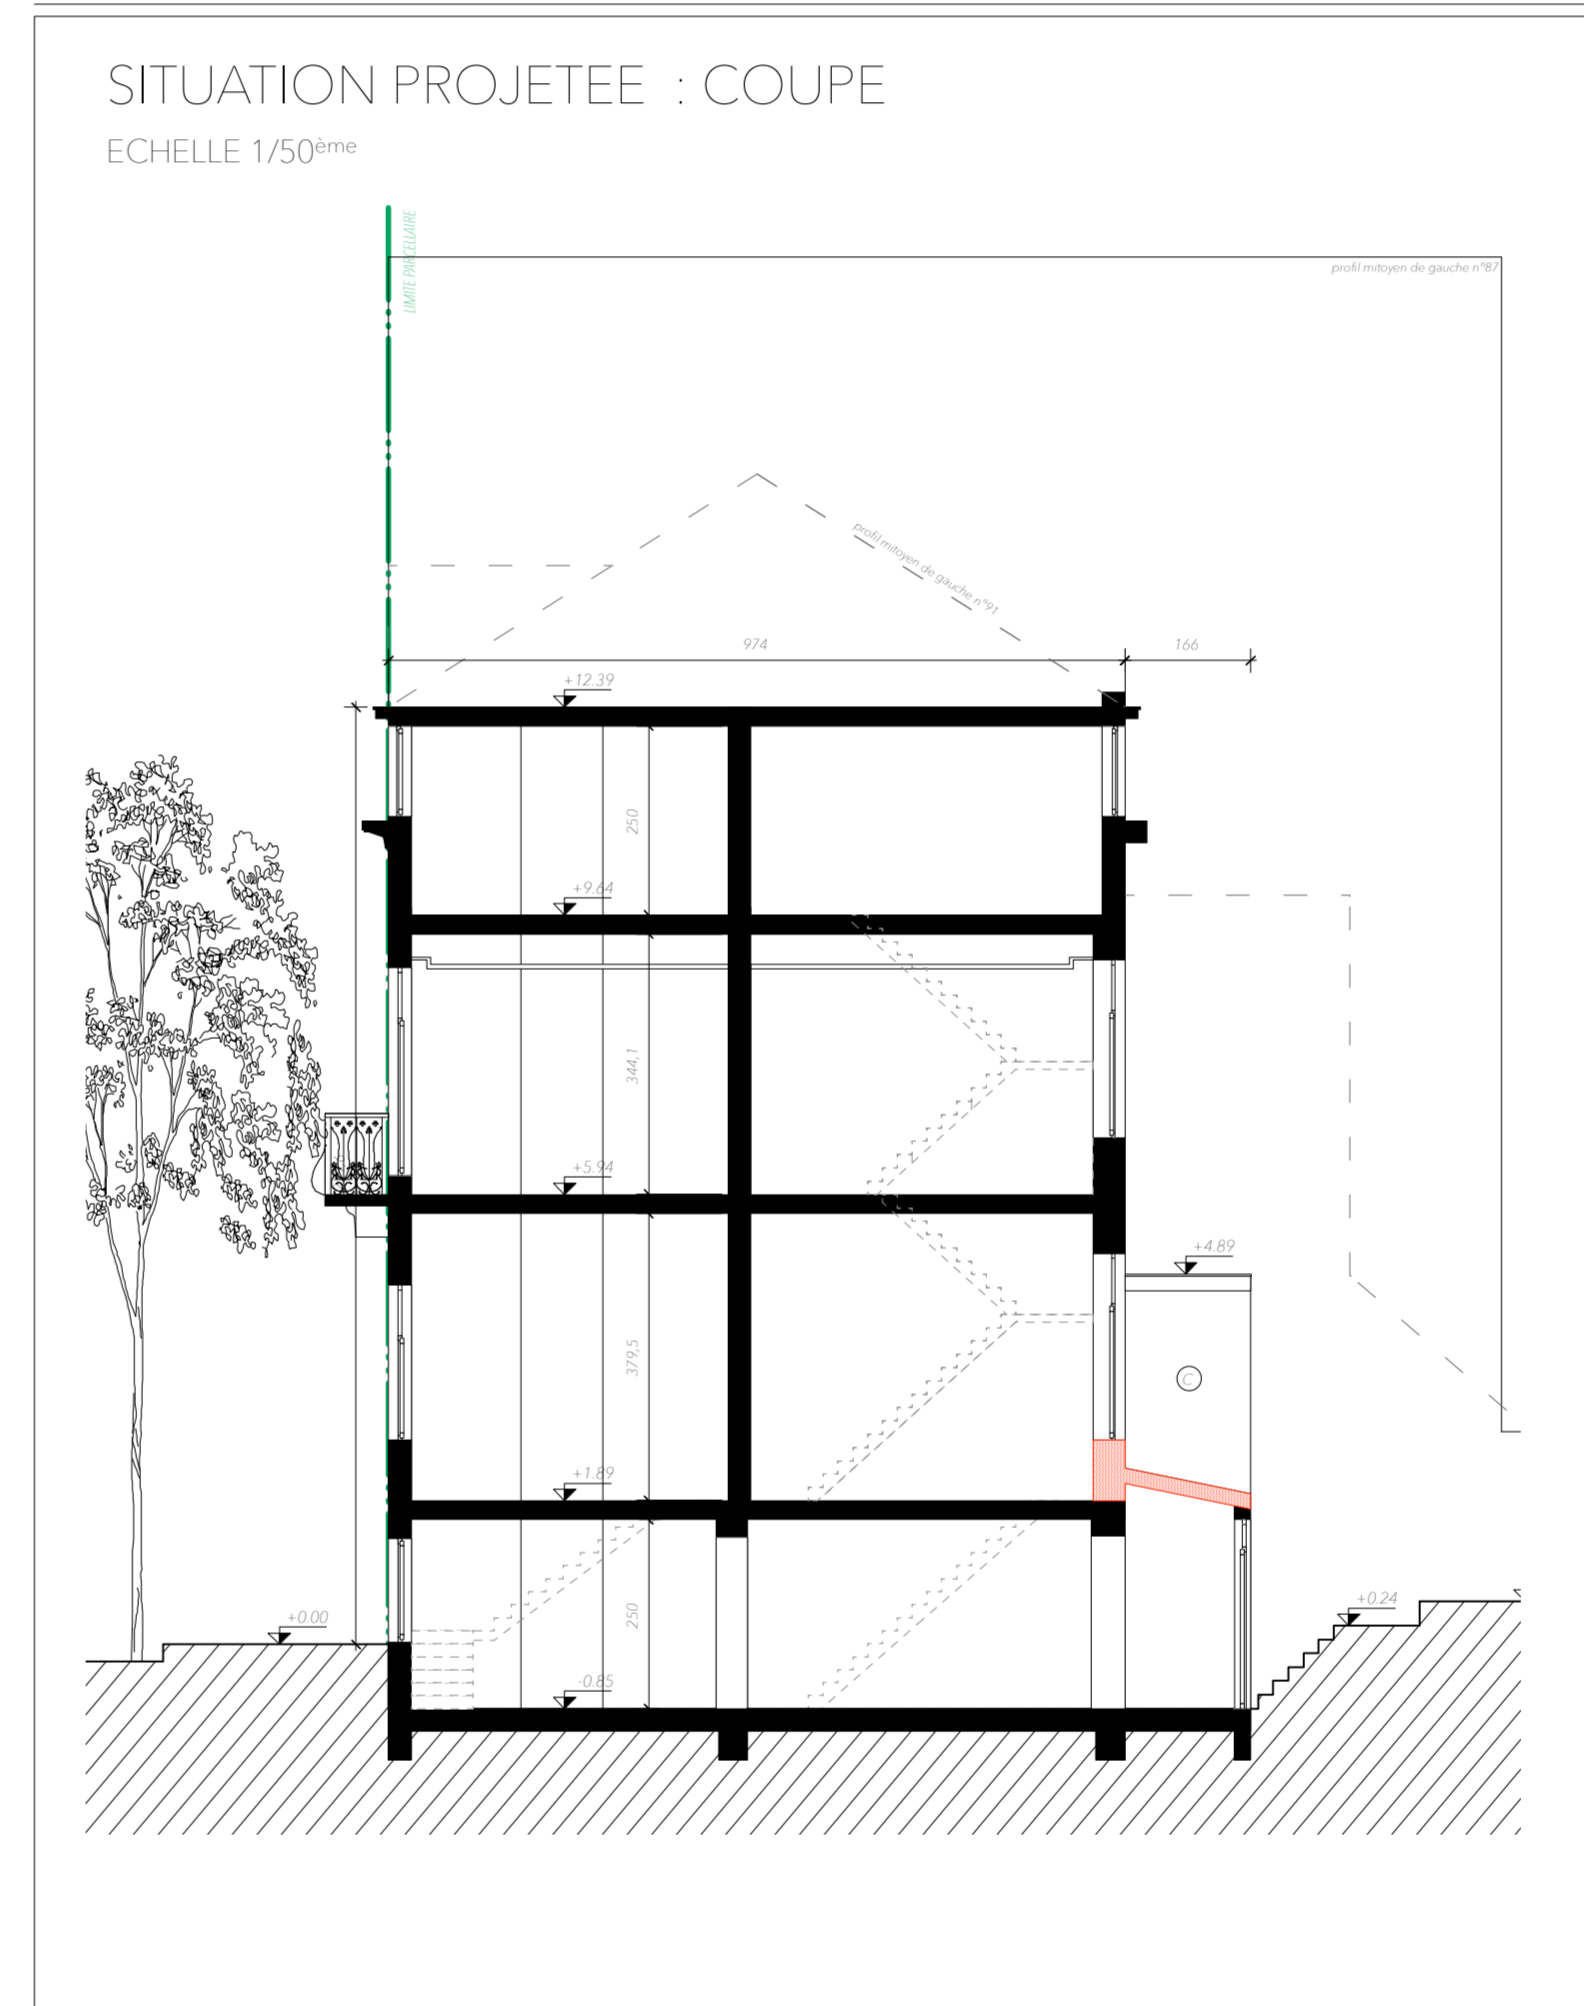 SITUATION PROJETEE : COUPE
ECHELLE 1/50ème
LIMITE PARCELLAIRE
profil mitoyen de gauche n°87
profil mitoyen de gauche n°91
974
166
+12.39
250
+9.64
344,1
+5.94
+4.89
379,5
C
+1.89
+0.00
250
+0.24
-0.85